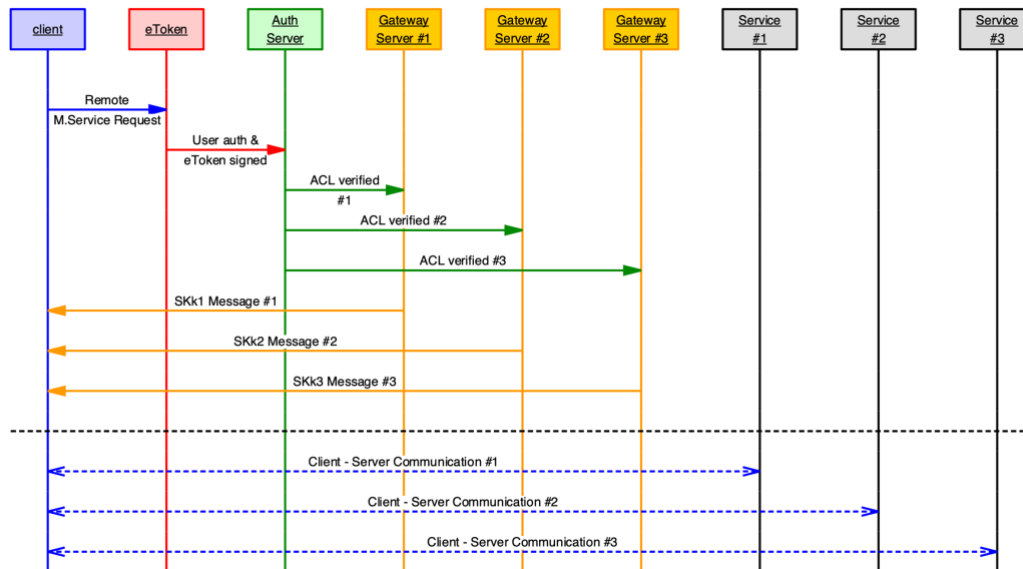 client
eToken
Auth
Server
Gateway
Server #1
Gateway
Server #2
Gateway
Server #3
Service
#1
Service
#2
Service
#3
Remote
M.Service Request
User auth &
eToken signed
ACL verified
#1
ACL verified #2
ACL verified #3
SKk1 Message #1
SKk2 Message #2
SKk3 Message #3
Client - Server Communication #1
Client - Server Communication #2
Client - Server Communication #3